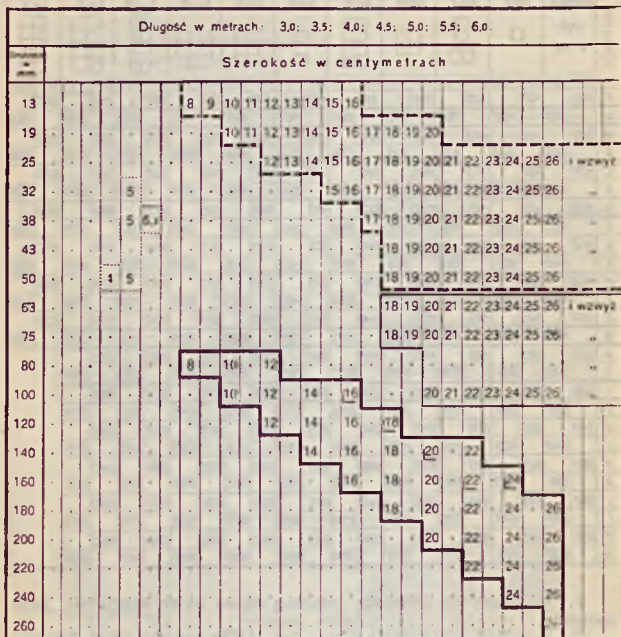 Długość w metrach: 3,0; 3,5; 4,0; 4,5; 5,0; 5,5; 6,0.
Szerokość w centymetrach
13 8 9 10 11 12 13 14 15 16
19 10 11 12 13 14 15 16 17 18 19 20
25 12 13 14 15 16 17 18 19 20 21 22 23 24 25 26 i wzwyż
32 5 15 16 17 18 19 20 21 22 23 24 25 26 „
38 5 17 18 19 20 21 22 23 24 25 26 „
43 18 19 20 21 22 23 24 25 26 „
50 4 5 18 19 20 21 22 23 24 25 26 „
63 18 19 20 21 22 23 24 25 26 i wzwyż
75 18 19 20 21 22 23 24 25 26 „
80 8 10 12 „
100 10 12 14 16 20 21 22 23 24 25 26 „
120 12 14 16 18
140 14 16 18 20 22
160 16 18 20 22 24
180 18 20 22 24 26
200 20 22 24 26
220 22 24 26
240 24 26
260